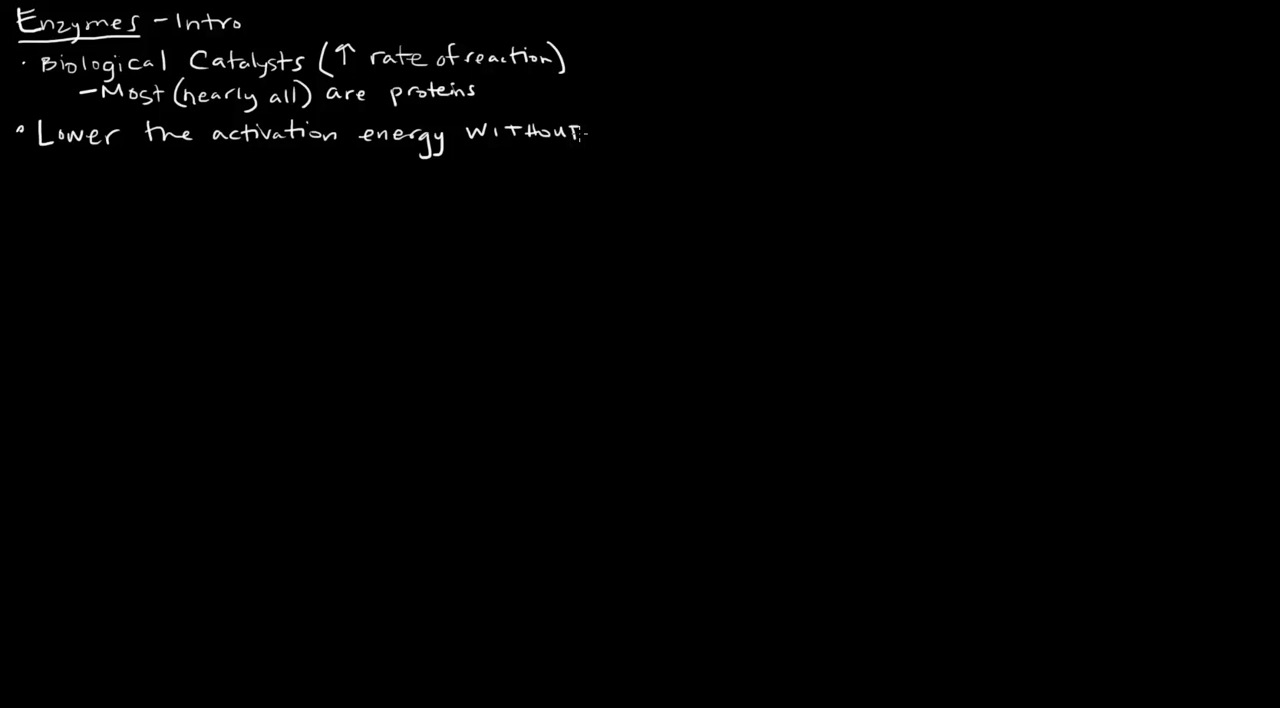 Enzymes - Intro
· Biological Catalysts (↑ rate of reaction)
- Most (nearly all) are proteins
• Lower the activation energy WITHOUT